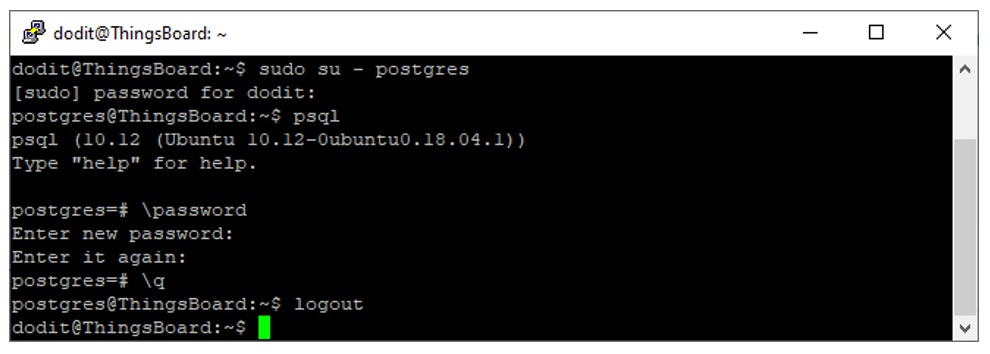 dodit@ThingsBoard: ~
dodit@ThingsBoard:~$ sudo su - postgres
[sudo] password for dodit:
postgres@ThingsBoard:~$ psql
psql (10.12 (Ubuntu 10.12-0ubuntu0.18.04.1))
Type "help" for help.
postgres=# \password
Enter new password:
Enter it again:
postgres=# \q
postgres@ThingsBoard:~$ logout
dodit@ThingsBoard:~$